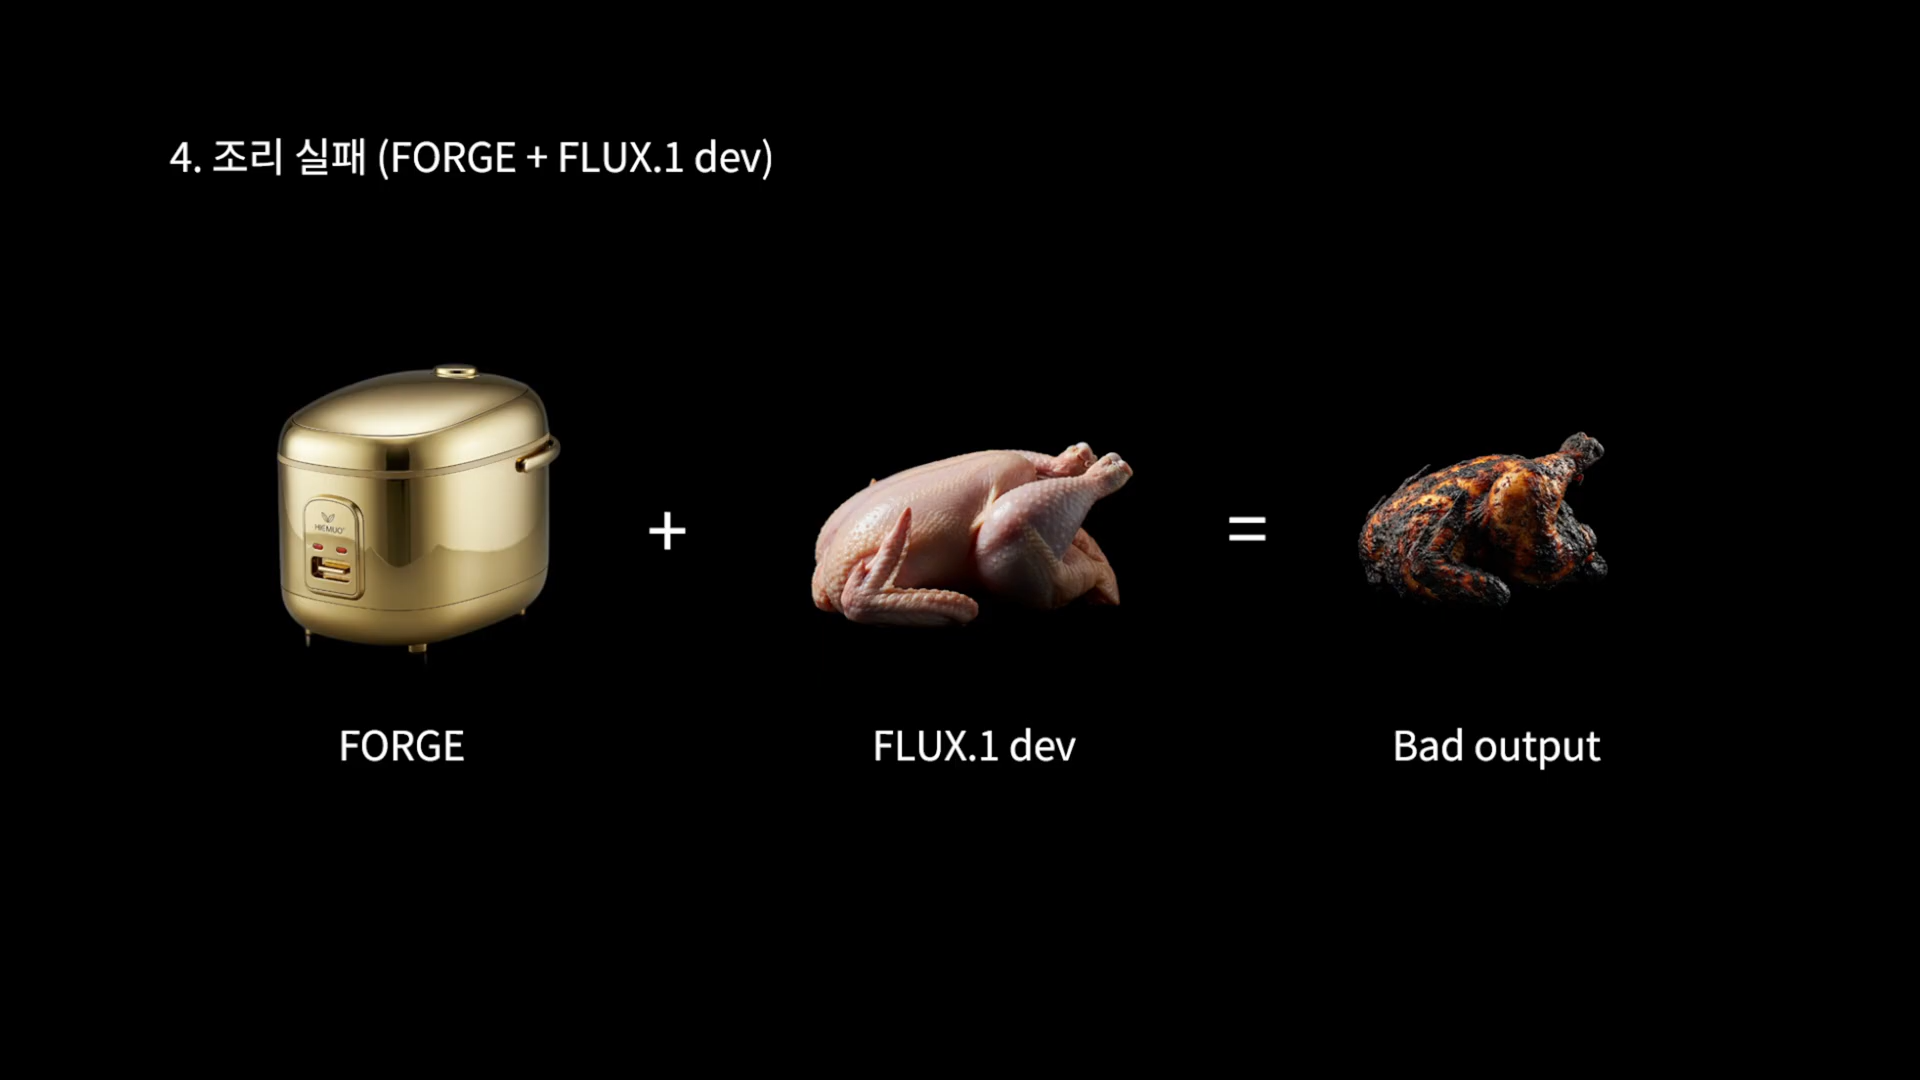 4. 조리 실패 (FORGE + FLUX.1 dev)
+
=
FORGE
FLUX.1 dev
Bad output